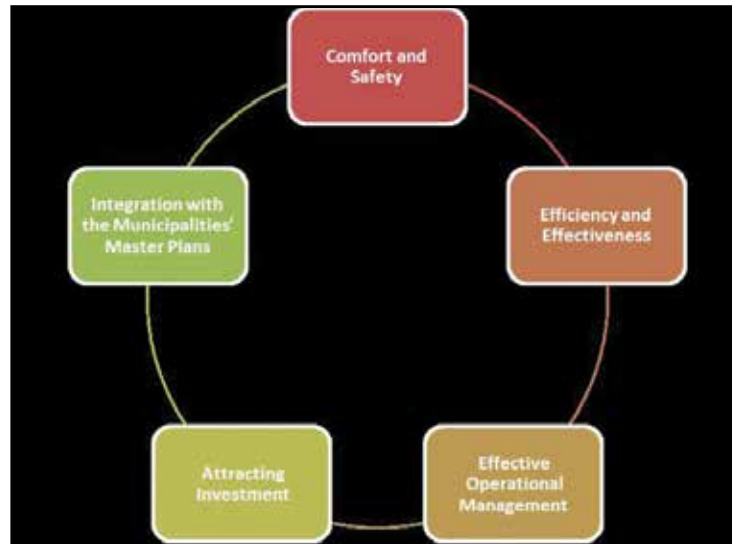 Comfort and
Safety
Efficiency and
Effectiveness
Effective
Operational
Management
Attracting
Investment
Integration with
the Municipalities'
Master Plans